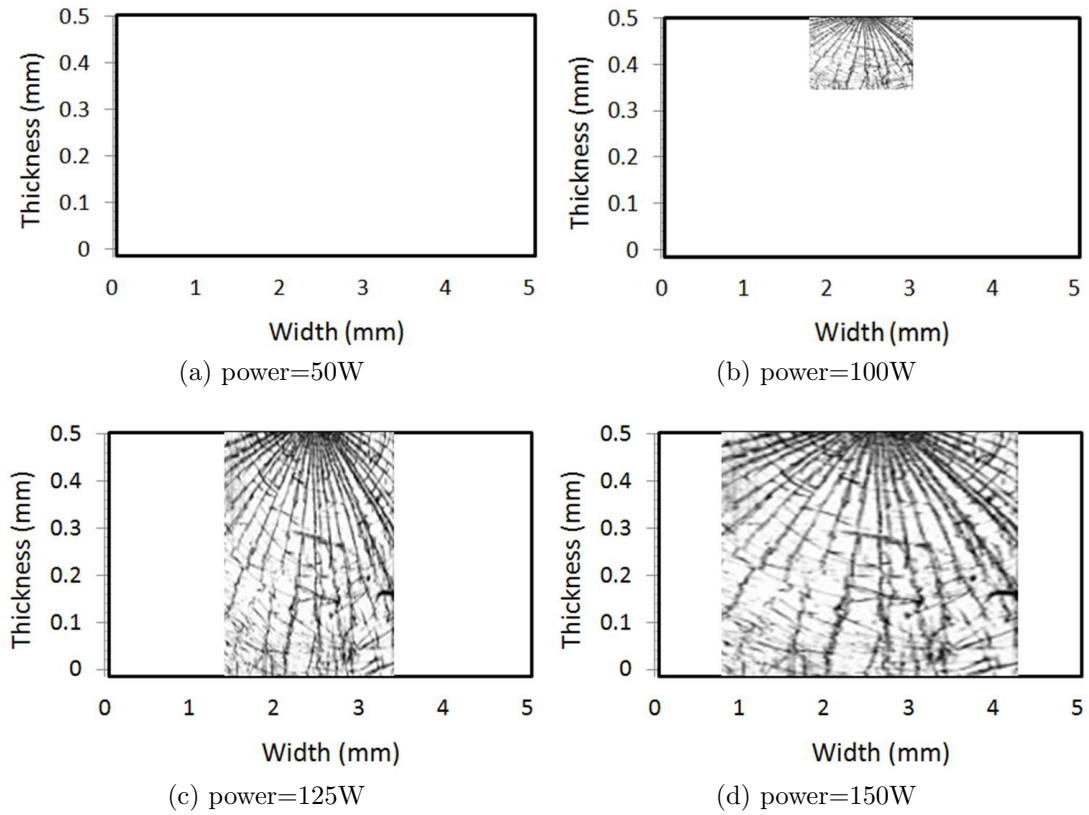 0.5
0.4
0.3
0.2
0.1
0
Thickness (mm)
0 1 2 3 4 5
Width (mm)
(a) power=50W
0.5
0.4
0.3
0.2
0.1
0
Thickness (mm)
0 1 2 3 4 5
Width (mm)
(b) power=100W
0.5
0.4
0.3
0.2
0.1
0
Thickness (mm)
0 1 2 3 4 5
Width (mm)
(c) power=125W
0.5
0.4
0.3
0.2
0.1
0
Thickness (mm)
0 1 2 3 4 5
Width (mm)
(d) power=150W